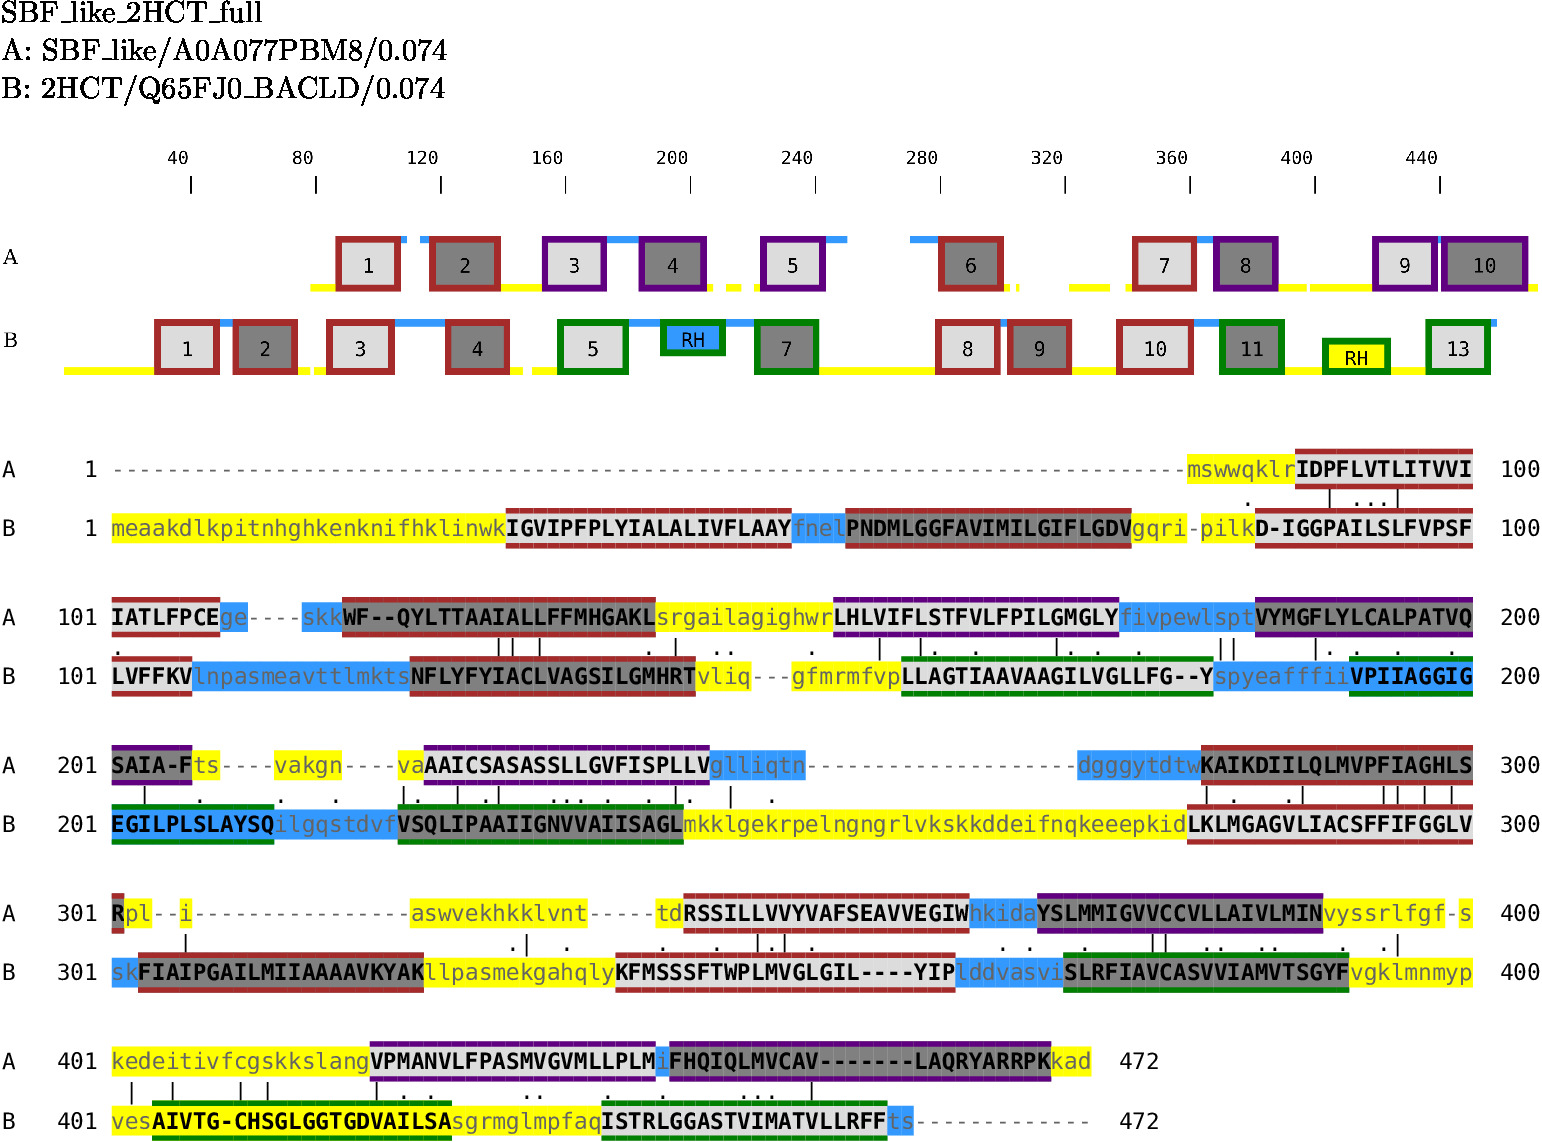 SBF_like_2HCT_full
A: SBF_like/A0A077PBM8/0.074
B: 2HCT/Q65FJ0_BACLD/0.074
40 80 120 160 200 240 280 320 360 400 440
A 1 2 3 4 5 6 7 8 9 10
B 1 2 3 4 5 RH 7 8 9 10 11 RH 13
A 1 -------------------------------------------------------------------------------mswwqklrIDPFLVTLITVVI 100
B 1 meaakdlkpitnhghkenknifhklinwkIGVIPFPLYIALALIVFLAAYfnelPNDMLGGFAVIMILGIFLGDVgqri-pilkD-IGGPAILSLFVPSF 100
A 101 IATLFPCEge----skkWF--QYLTTAAIALLFFMHGAKLsrgailagighwrLHLVIFLSTFVLFPILGMGLYfivpewlsptVYMGFLYLCALPATVQ 200
B 101 LVFFKVlnpasmeavttlmktsNFLYFYIACLVAGSILGMHRTvliq---gfmrmfvpLLAGTIAAVAAGILVGLLFG--YspyeafffiiVPIIAGGIG 200
A 201 SAIA-Fts----vakgn----vaAAICSASASSLLGVFISPLLVglliqtn--------------------dgggytdtwKAIKDIILQLMVPFIAGHLS 300
B 201 EGILPLSLAYSQilgqstdvfVSQLIPAAIIGNVVAIISAGLmkklgekrpelngngrlvkskkddeifnqkeeepkidLKLMGAGVLIACSFFIFGGLV 300
A 301 Rpl--i----------------aswvekhkklvnt-----tdRSSILLVVYVAFSEAVVEGIWhkidaYSLMMIGVVCCVLLAIVLMINvyssrlfgf-s 400
B 301 skFIAIPGAILMIIAAAAVKYAKllpasmekgahqlyKFMSSSFTWPLMVGLGIL----YIPlddvasviSLRFIAVCASVVIAMVTSGYFvgklmnmyp 400
A 401 kedeitivfcgskkslangVPMANVLFPASMVGVMLLPLMiFHQIQLMVCAV-------LAQRYARRPKkad 472
B 401 vesAIVTG-CHSGLGGTGDVAILSAsgrmglmpfaqISTRLGGASTVIMATVLLRFFts------------- 472